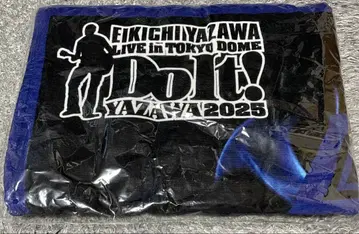 EIKICHI YAZAWA
LIVE in TOKYO DOME
Do It!
YAZAWA 2025